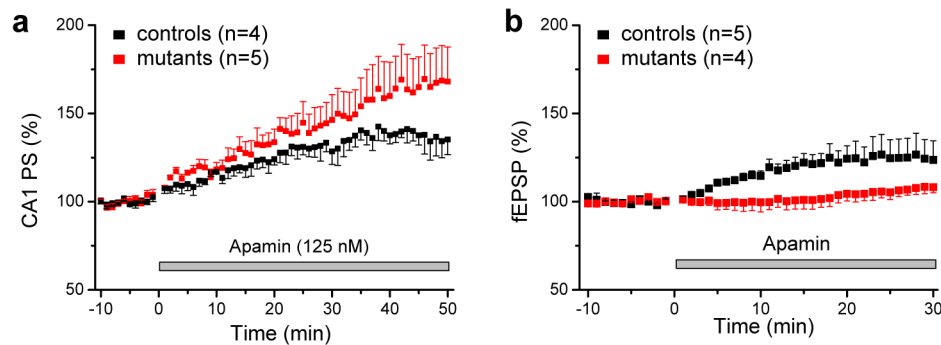 a
controls (n=4)
mutants (n=5)
CA1 PS (%)
200
150
100
50
Apamin (125 nM)
-10 0 10 20 30 40 50
Time (min)
b
controls (n=5)
mutants (n=4)
fEPSP (%)
200
150
100
50
Apamin
-10 0 10 20 30
Time (min)